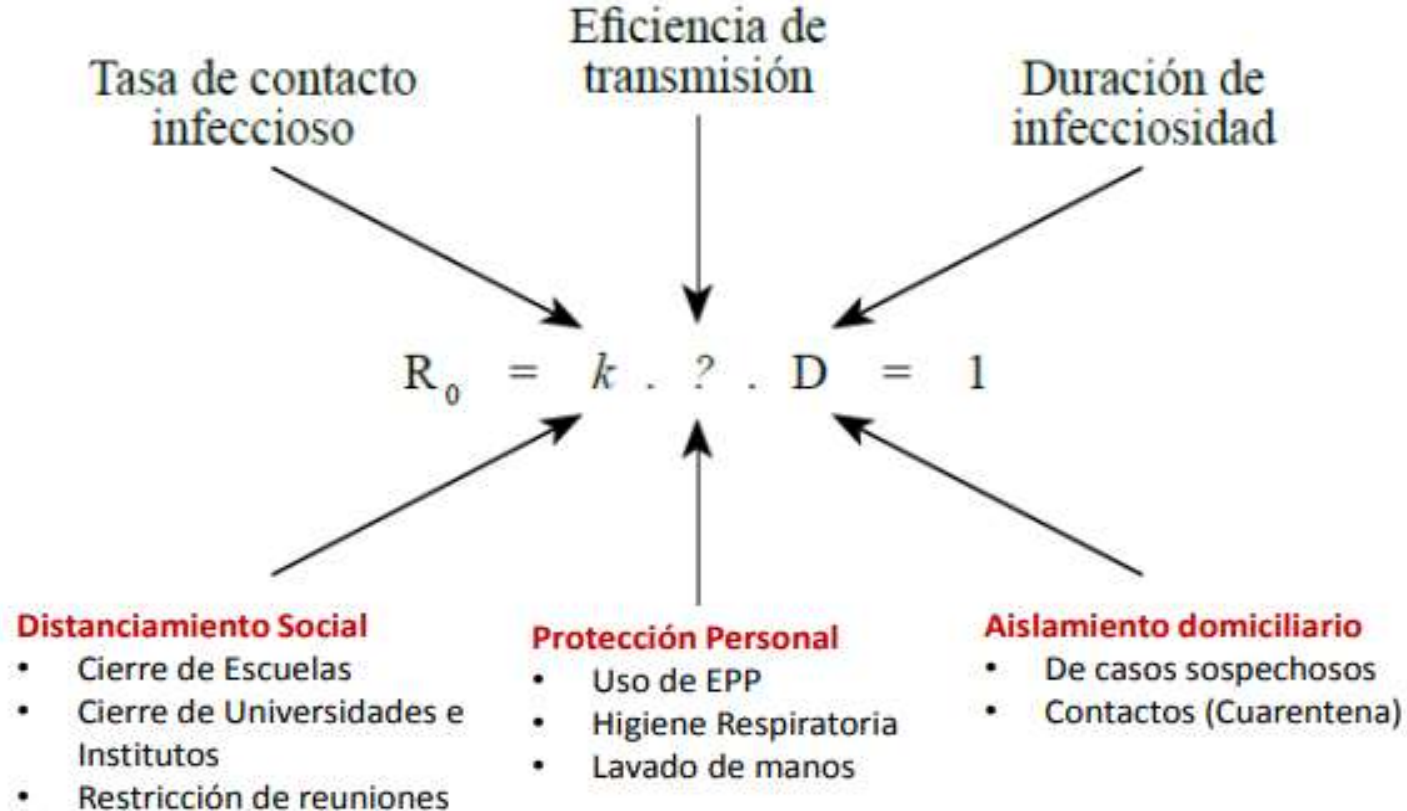 Tasa de contacto
infeccioso
Eficiencia de
transmisión
Duración de
infecciosidad
R0 = k . ? . D = 1
Distanciamiento Social
• Cierre de Escuelas
• Cierre de Universidades e
Institutos
• Restricción de reuniones
Protección Personal
• Uso de EPP
• Higiene Respiratoria
• Lavado de manos
Aislamiento domiciliario
• De casos sospechosos
• Contactos (Cuarentena)